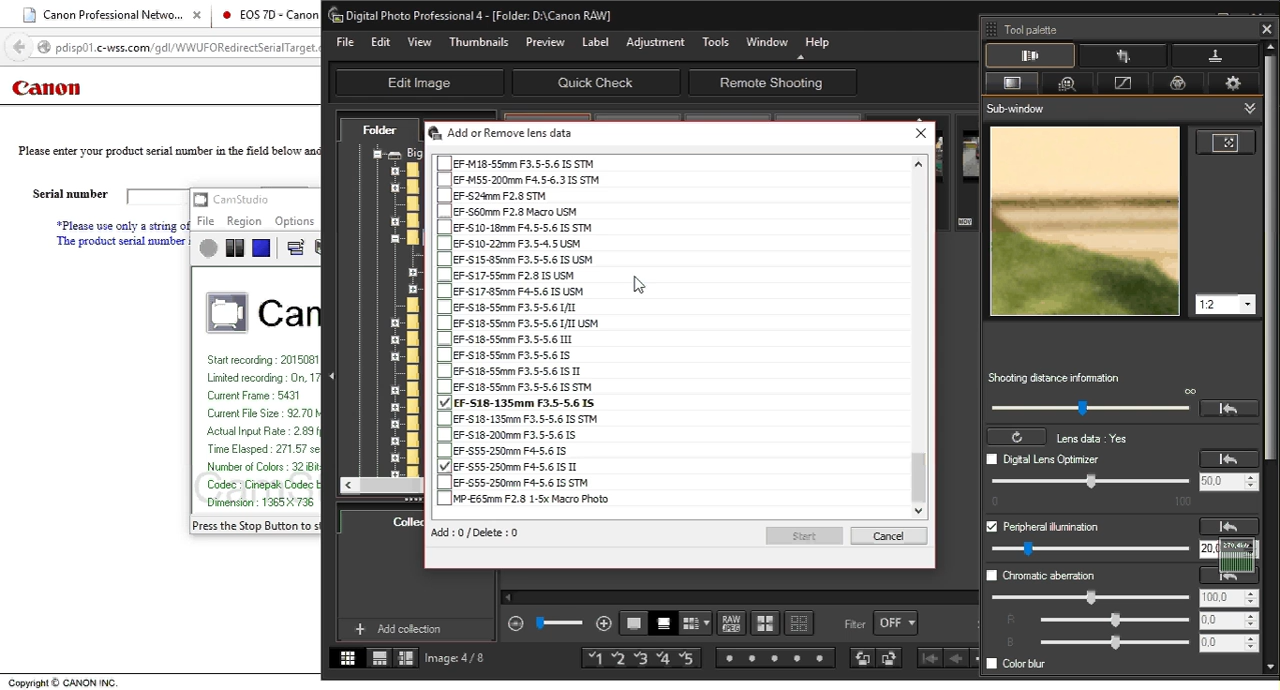 Canon Professional Netwo...
EOS 7D – Canon
pdisp01.c-wss.com/gdl/WWUFORedirectSerialTarget.
Canon
Please enter your product serial number in the field below and
Serial number
*Please use only a string of
The product serial number
CamStudio
File Region Options
Cam
Start recording : 2015081
Limited recording : On, 17
Current Frame : 5431
Current File Size : 92.70 M
Actual Input Rate : 2.89 f
Time Elasped : 271.57 se
Number of Colors : 32 iBits
Codec : Cinepak Codec b
Dimension : 1365 X 736
Press the Stop Button to st
Copyright © CANON INC.
Digital Photo Professional 4 - [Folder: D:\Canon RAW]
File Edit View Thumbnails Preview Label Adjustment Tools Window Help
Edit Image
Quick Check
Remote Shooting
Folder
Big
Collec
Add collection
Add or Remove lens data
EF-M18-55mm F3.5-5.6 IS STM
EF-M55-200mm F4.5-6.3 IS STM
EF-S24mm F2.8 STM
EF-S60mm F2.8 Macro USM
EF-S10-18mm F4.5-5.6 IS STM
EF-S10-22mm F3.5-4.5 USM
EF-S15-85mm F3.5-5.6 IS USM
EF-S17-55mm F2.8 IS USM
EF-S17-85mm F4-5.6 IS USM
EF-S18-55mm F3.5-5.6 I/II
EF-S18-55mm F3.5-5.6 I/II USM
EF-S18-55mm F3.5-5.6 III
EF-S18-55mm F3.5-5.6 IS
EF-S18-55mm F3.5-5.6 IS II
EF-S18-55mm F3.5-5.6 IS STM
EF-S18-135mm F3.5-5.6 IS
EF-S18-135mm F3.5-5.6 IS STM
EF-S18-200mm F3.5-5.6 IS
EF-S55-250mm F4-5.6 IS
EF-S55-250mm F4-5.6 IS II
EF-S55-250mm F4-5.6 IS STM
MP-E65mm F2.8 1-5x Macro Photo
Add : 0 / Delete : 0
Start
Cancel
MOV
RAW
JPEG
Filter OFF
Image: 4 / 8
1 2 3 4 5
Tool palette
Sub-window
1:2
Shooting distance information
∞
Lens data : Yes
Digital Lens Optimizer
50.0
0 100
Peripheral illumination
20,0
Chromatic aberration
100,0
R 0,0
B 0,0
Color blur